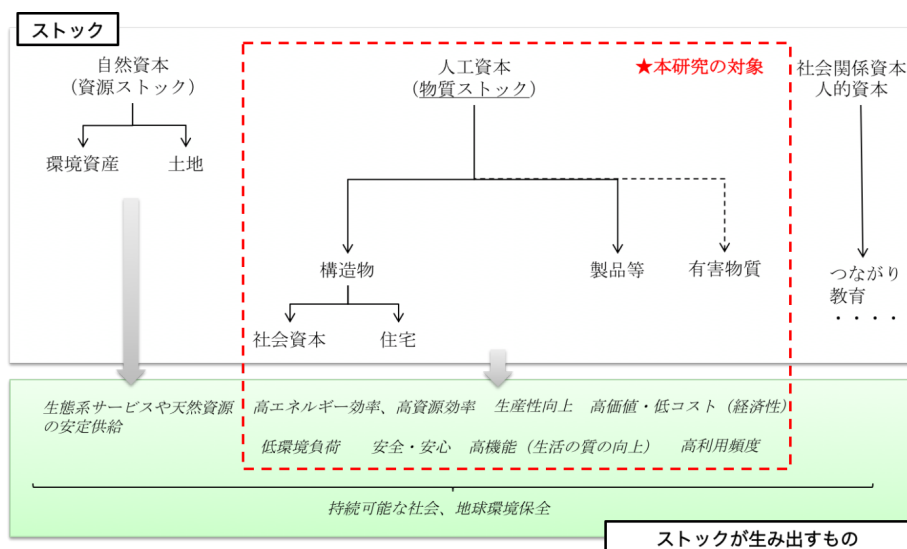 ストック
自然資本
（資源ストック）
環境資産
土地
人工資本
（物質ストック）
★本研究の対象
構造物
製品等
有害物質
社会資本
住宅
社会関係資本
人的資本
つながり
教育
・・・・
生態系サービスや天然資源
の安定供給
高エネルギー効率、高資源効率
生産性向上
高価値・低コスト（経済性）
低環境負荷
安全・安心
高機能（生活の質の向上）
高利用頻度
持続可能な社会、地球環境保全
ストックが生み出すもの